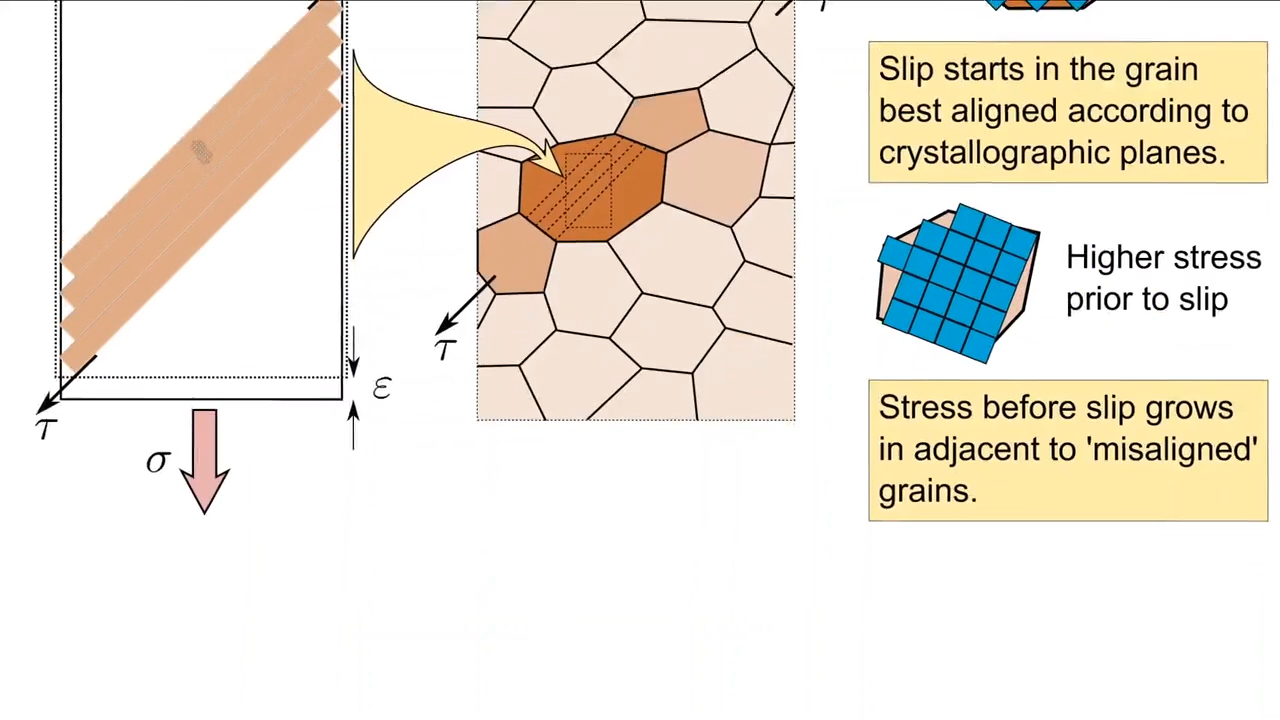 Slip starts in the grain
best aligned according to
crystallographic planes.
Higher stress
prior to slip
τ
ε
τ
Stress before slip grows
in adjacent to 'misaligned'
grains.
σ